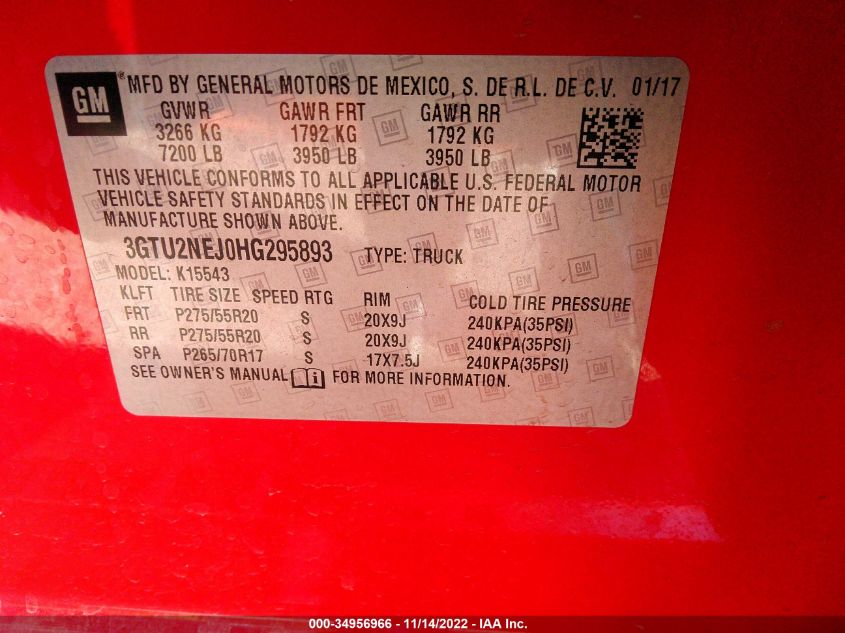 GM ® MFD BY GENERAL MOTORS DE MEXICO, S. DE R.L. DE C.V. 01/17
GVWR GAWR FRT GAWR RR
3266 KG 1792 KG 1792 KG
7200 LB 3950 LB 3950 LB
THIS VEHICLE CONFORMS TO ALL APPLICABLE U.S. FEDERAL MOTOR
VEHICLE SAFETY STANDARDS IN EFFECT ON THE DATE OF
MANUFACTURE SHOWN ABOVE.
3GTU2NEJ0HG295893 TYPE: TRUCK
MODEL: K15543
KLFT TIRE SIZE SPEED RTG RIM COLD TIRE PRESSURE
FRT P275/55R20 S 20X9J 240KPA(35PSI)
RR P275/55R20 S 20X9J 240KPA(35PSI)
SPA P265/70R17 S 17X7.5J 240KPA(35PSI)
SEE OWNER'S MANUAL FOR MORE INFORMATION.
000-34956966 - 11/14/2022 - IAA Inc.